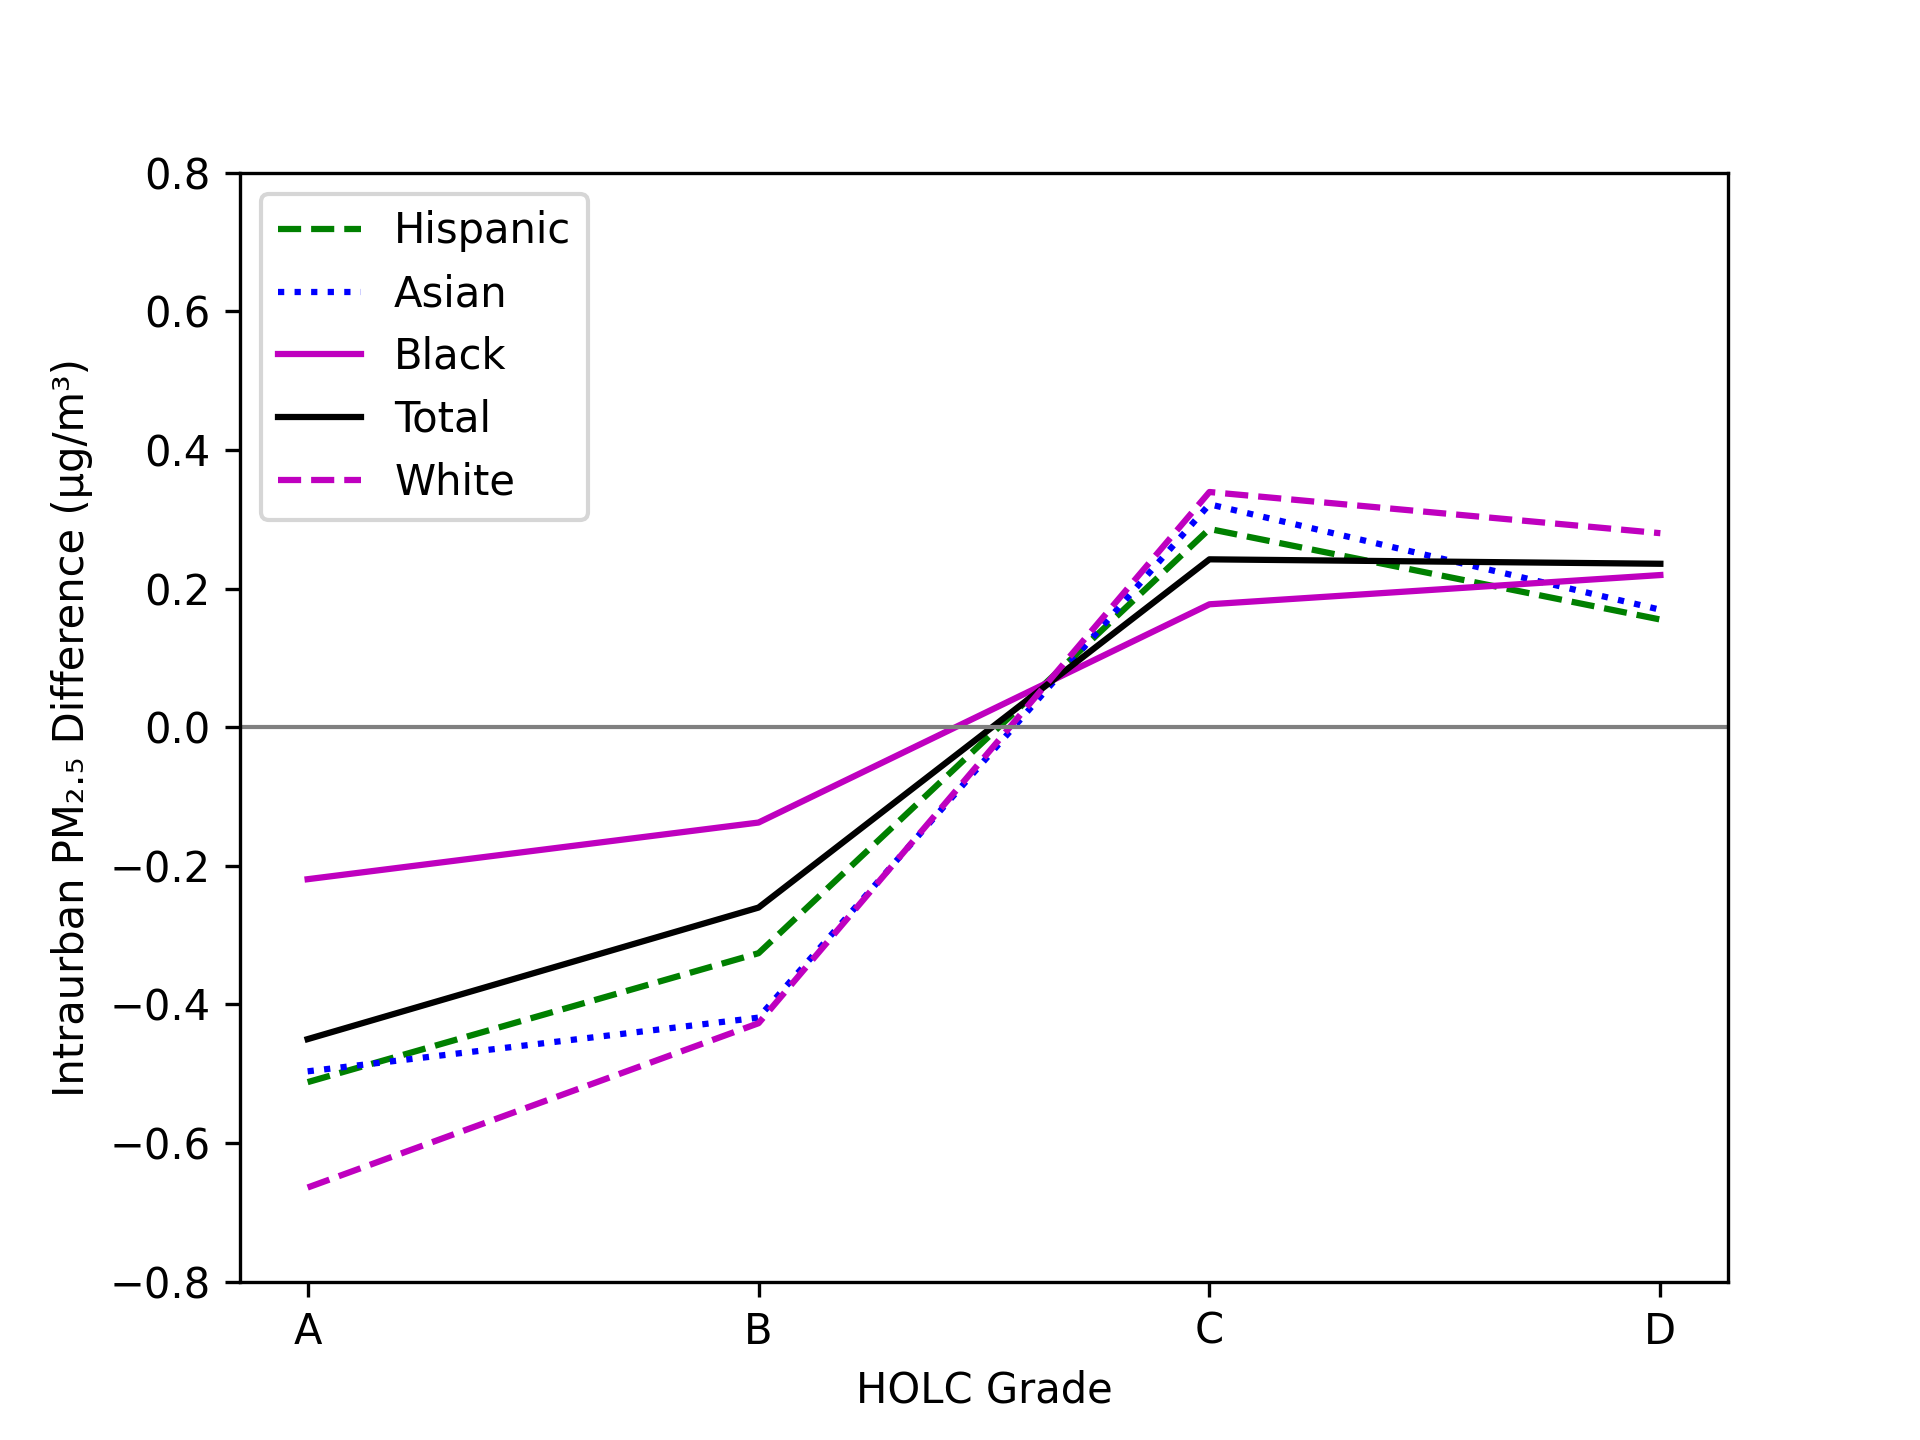 0.8
0.6
0.4
0.2
0.0
−0.2
−0.4
−0.6
−0.8
Intraurban PM₂.₅ Difference (µg/m³)
Hispanic
Asian
Black
Total
White
A B C D
HOLC Grade